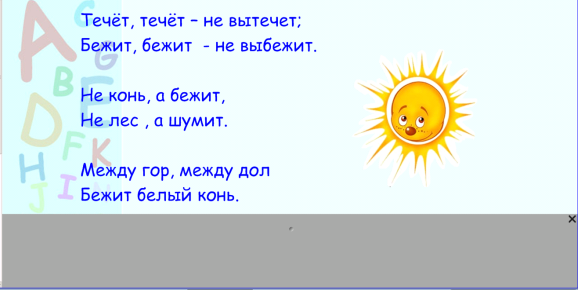 Течёт, течёт – не вытечет;
Бежит, бежит  - не выбежит.
Не конь, а бежит,
Не лес , а шумит.
Между гор, между дол
Бежит белый конь.
A
C
G
B
D
E
F
K
H
I
J